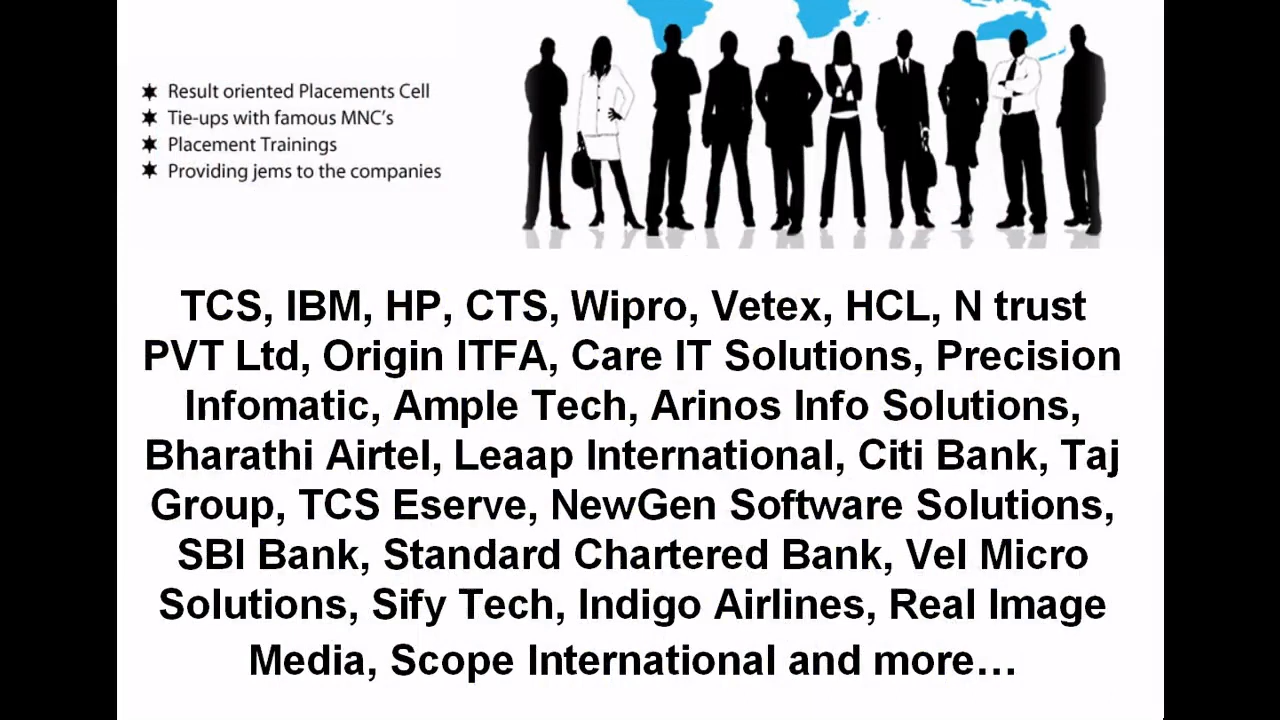 Result oriented Placements Cell
Tie-ups with famous MNC's
Placement Trainings
Providing jems to the companies
TCS, IBM, HP, CTS, Wipro, Vetex, HCL, N trust
PVT Ltd, Origin ITFA, Care IT Solutions, Precision
Infomatic, Ample Tech, Arinos Info Solutions,
Bharathi Airtel, Leaap International, Citi Bank, Taj
Group, TCS Eserve, NewGen Software Solutions,
SBI Bank, Standard Chartered Bank, Vel Micro
Solutions, Sify Tech, Indigo Airlines, Real Image
Media, Scope International and more...